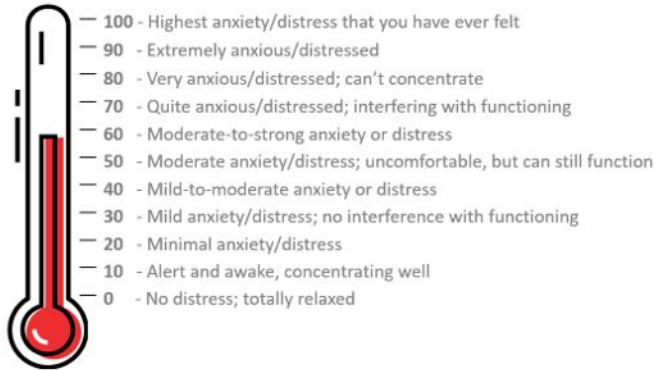 100 - Highest anxiety/distress that you have ever felt
90 - Extremely anxious/distressed
80 - Very anxious/distressed; can't concentrate
70 - Quite anxious/distressed; interfering with functioning
60 - Moderate-to-strong anxiety or distress
50 - Moderate anxiety/distress; uncomfortable, but can still function
40 - Mild-to-moderate anxiety or distress
30 - Mild anxiety/distress; no interference with functioning
20 - Minimal anxiety/distress
10 - Alert and awake, concentrating well
0 - No distress; totally relaxed